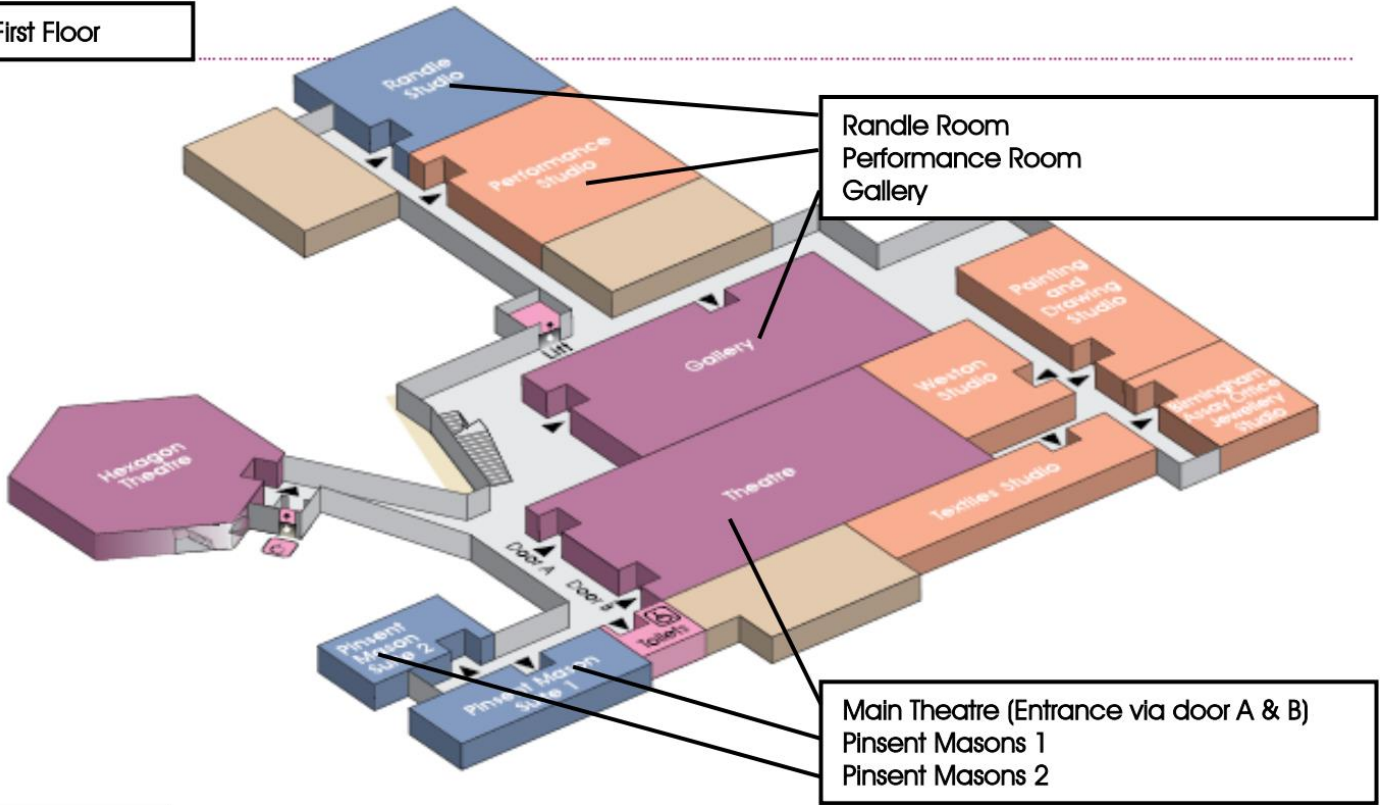 First Floor
Randle
Studio
Performance
Studio
Randle Room
Performance Room
Gallery
Painting
and
Drawing
Studio
Lift
Gallery
Weston
Studio
Birmingham
Assay Office
Jewellery
Studio
Hexagon
Theatre
Theatre
Textiles Studio
Door A
Door B
Toilets
Pinsent
Mason
Suite 2
Pinsent Mason
Suite 1
Main Theatre (Entrance via door A & B)
Pinsent Masons 1
Pinsent Masons 2